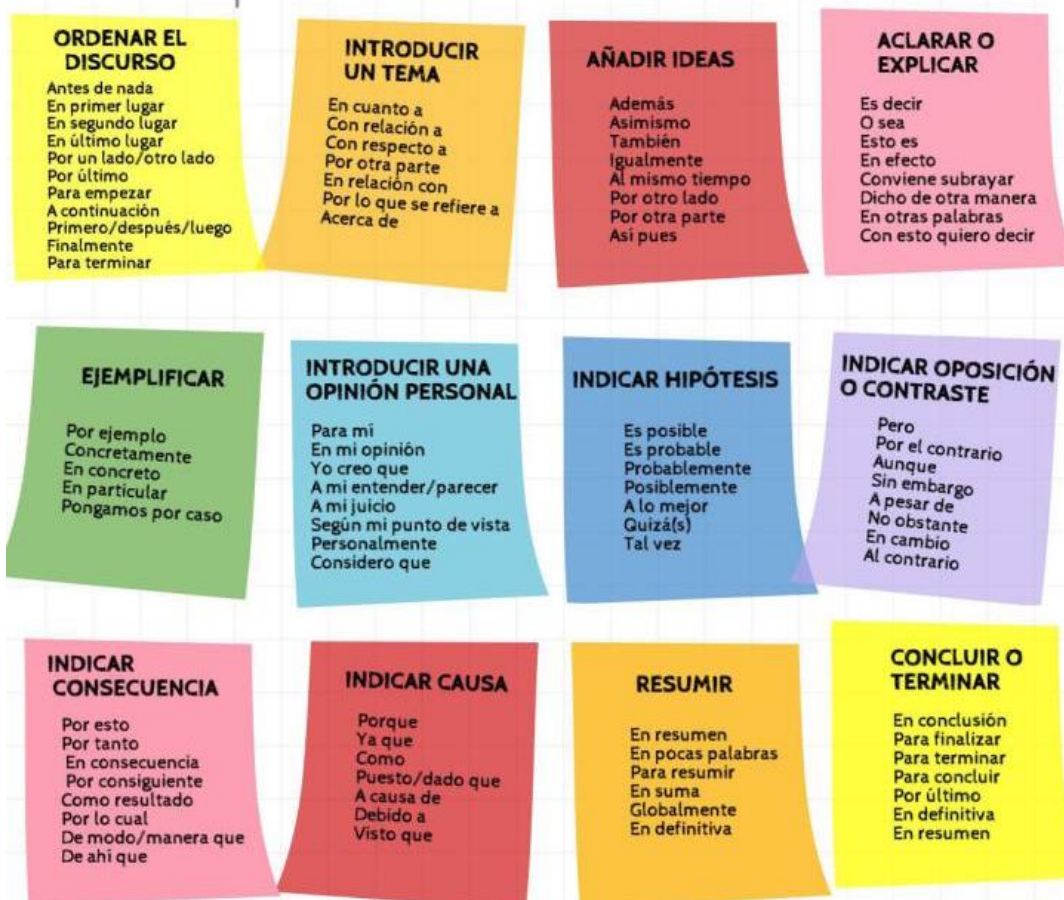 ORDENAR EL
DISCURSO
Antes de nada
En primer lugar
En segundo lugar
En último lugar
Por un lado/otro lado
Por último
Para empezar
A continuación
Primero/después/luego
Finalmente
Para terminar
INTRODUCIR
UN TEMA
En cuanto a
Con relación a
Con respecto a
Por otra parte
En relación con
Por lo que se refiere a
Acerca de
AÑADIR IDEAS
Además
Asimismo
También
Igualmente
Al mismo tiempo
Por otro lado
Por otra parte
Así pues
ACLARAR O
EXPLICAR
Es decir
O sea
Esto es
En efecto
Conviene subrayar
Dicho de otra manera
En otras palabras
Con esto quiero decir
EJEMPLIFICAR
Por ejemplo
Concretamente
En concreto
En particular
Pongamos por caso
INTRODUCIR UNA
OPINIÓN PERSONAL
Para mí
En mi opinión
Yo creo que
A mi entender/parecer
A mi juicio
Según mi punto de vista
Personalmente
Considero que
INDICAR HIPÓTESIS
Es posible
Es probable
Probablemente
Posiblemente
A lo mejor
Quizá(s)
Tal vez
INDICAR OPOSICIÓN
O CONTRASTE
Pero
Por el contrario
Aunque
Sin embargo
A pesar de
No obstante
En cambio
Al contrario
INDICAR
CONSECUENCIA
Por esto
Por tanto
En consecuencia
Por consiguiente
Como resultado
Por lo cual
De modo/manera que
De ahí que
INDICAR CAUSA
Porque
Ya que
Como
Puesto/dado que
A causa de
Debido a
Visto que
RESUMIR
En resumen
En pocas palabras
Para resumir
En suma
Globalmente
En definitiva
CONCLUIR O
TERMINAR
En conclusión
Para finalizar
Para terminar
Para concluir
Por último
En definitiva
En resumen